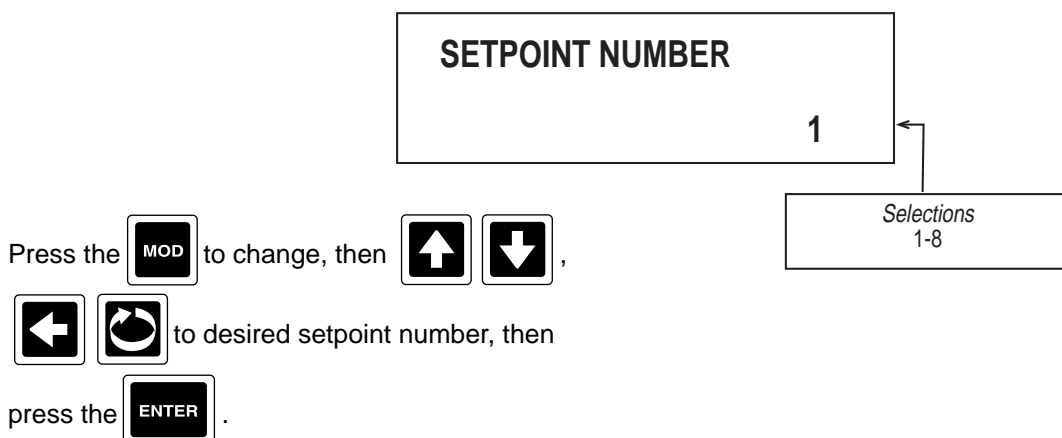 SETPOINT NUMBER
1
Selections
1-8
Press the MOD to change, then ,
to desired setpoint number, then
press the ENTER .